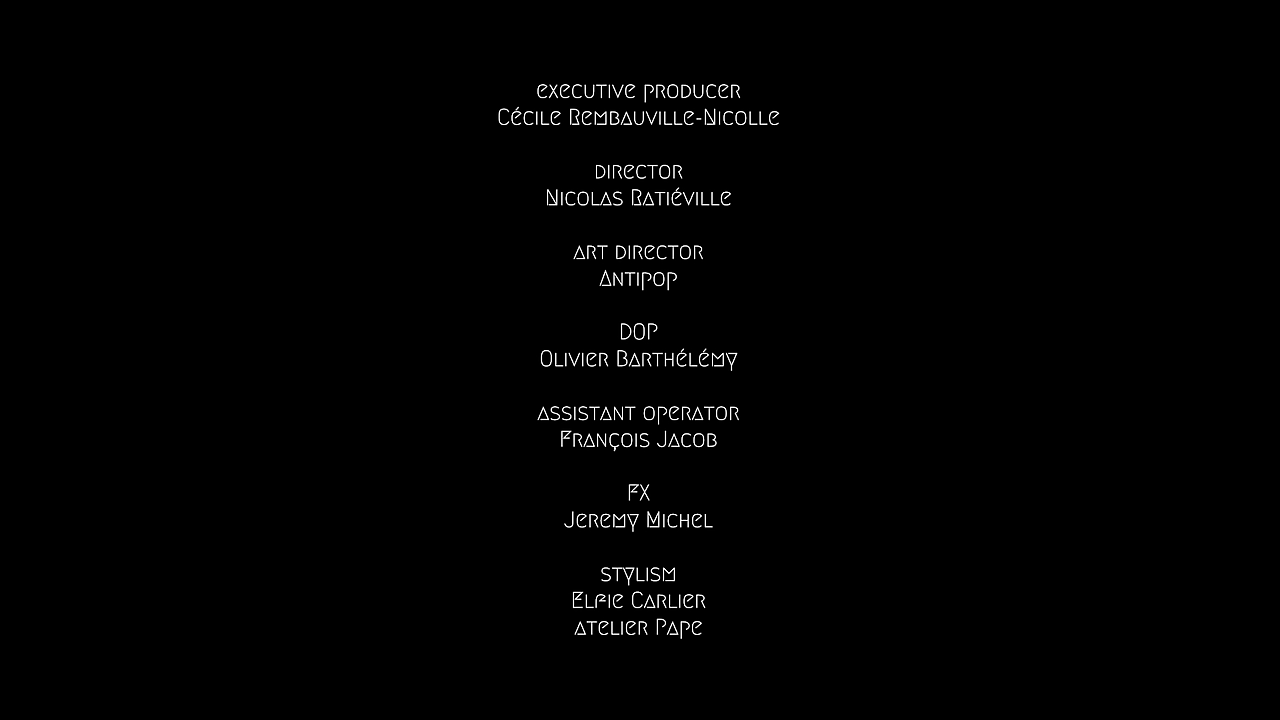 executive producer
Cécile Rembauville-Nicolle
director
Nicolas Ratiéville
art director
Antipop
DOP
Olivier Barthélémy
assistant operator
François Jacob
FX
Jeremy Michel
stylism
Elfie Carlier
atelier Pape